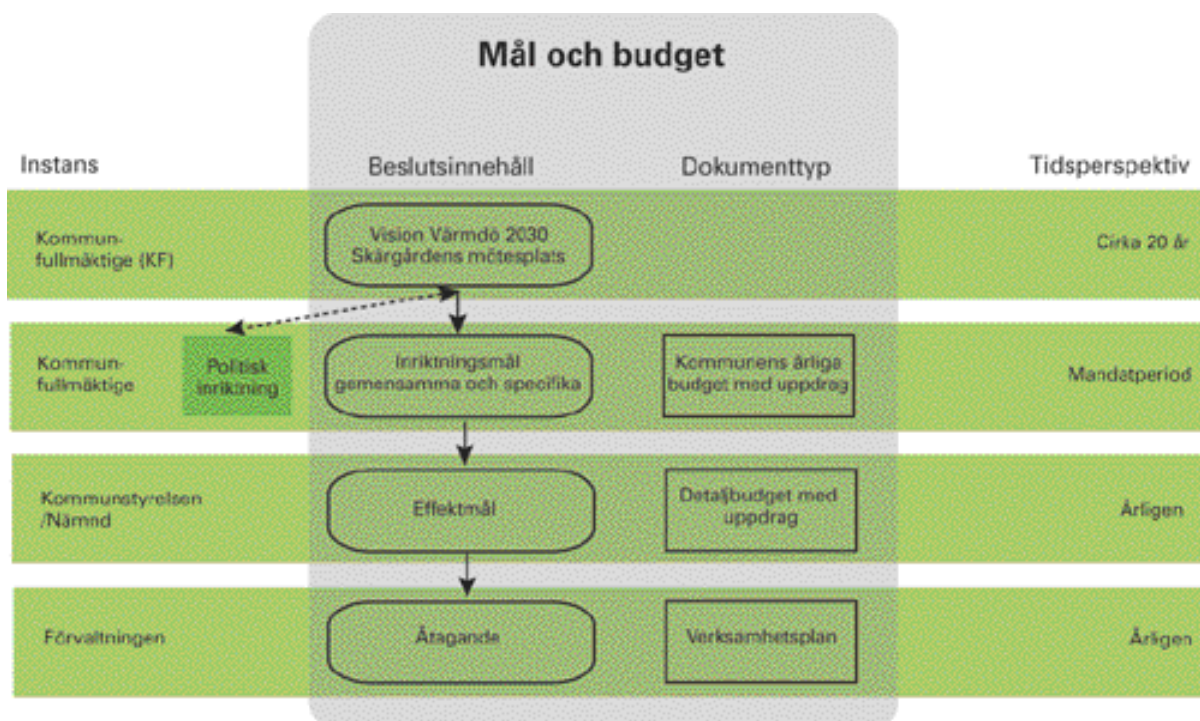 Mål och budget
Instans
Beslutsinnehåll
Dokumenttyp
Tidsperspektiv
Kommun-
fullmäktige (KF)
Vision Värmdö 2030
Skärgårdens mötesplats
Cirka 20 år
Kommun-
fullmäktige
Politisk
inriktning
Inriktningsmål
gemensamma och specifika
Kommunens årliga
budget med uppdrag
Mandatperiod
Kommunstyrelsen
/Nämnd
Effektmål
Detaljbudget med
uppdrag
Årligen
Förvaltningen
Åtagande
Verksamhetsplan
Årligen